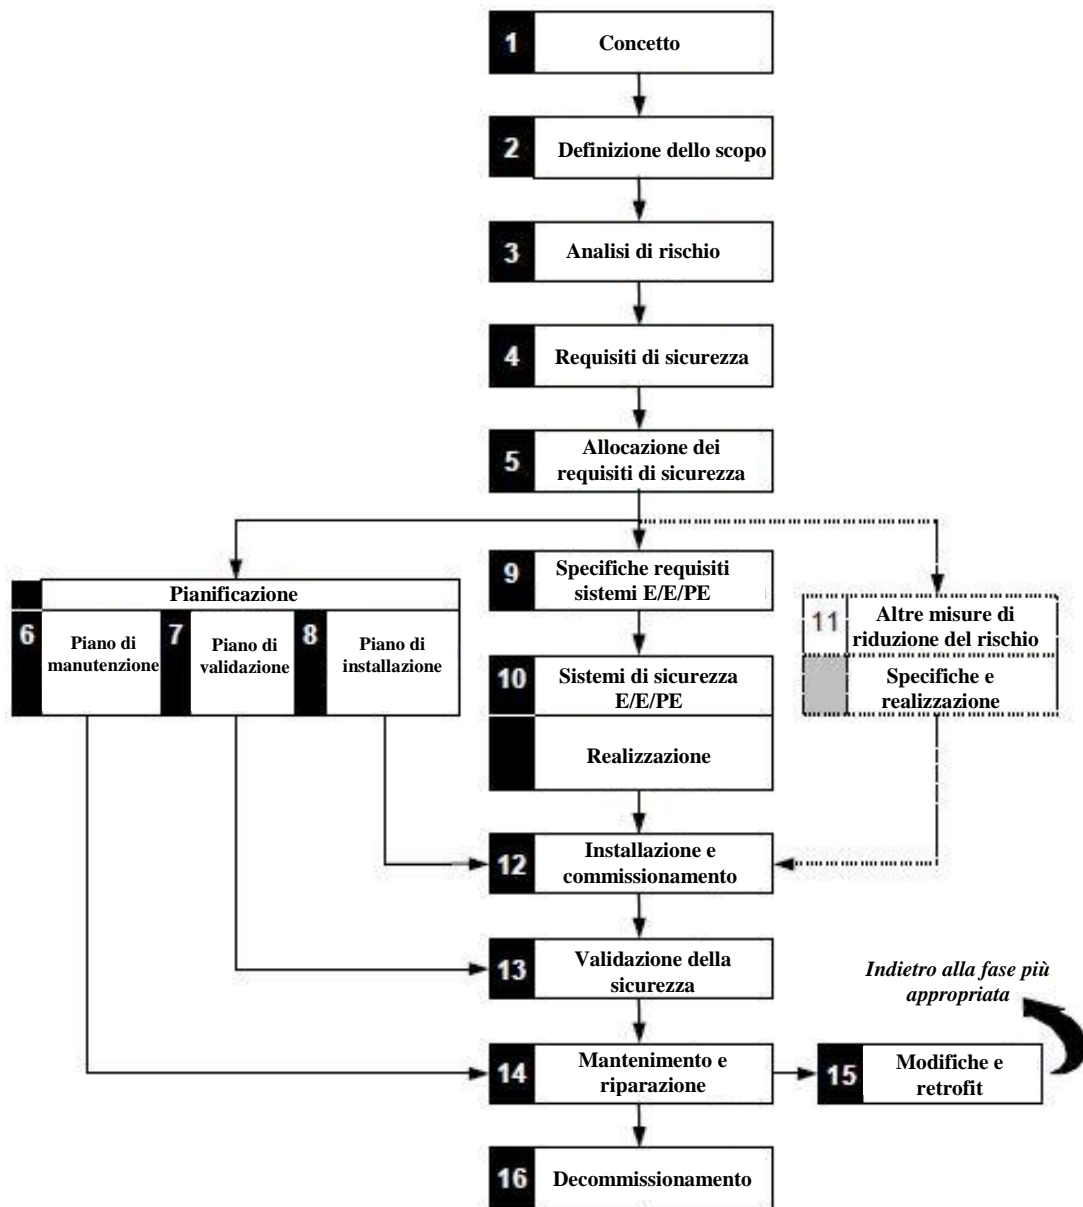 1 Concetto
2 Definizione dello scopo
3 Analisi di rischio
4 Requisiti di sicurezza
5 Allocazione dei
requisiti di sicurezza
Pianificazione
6 Piano di
manutenzione
7 Piano di
validazione
8 Piano di
installazione
9 Specifiche requisiti
sistemi E/E/PE
10 Sistemi di sicurezza
E/E/PE
Realizzazione
11 Altre misure di
riduzione del rischio
Specifiche e
realizzazione
12 Installazione e
commissionamento
13 Validazione della
sicurezza
14 Mantenimento e
riparazione
15 Modifiche e
retrofit
Indietro alla fase più
appropriata
16 Decommissionamento